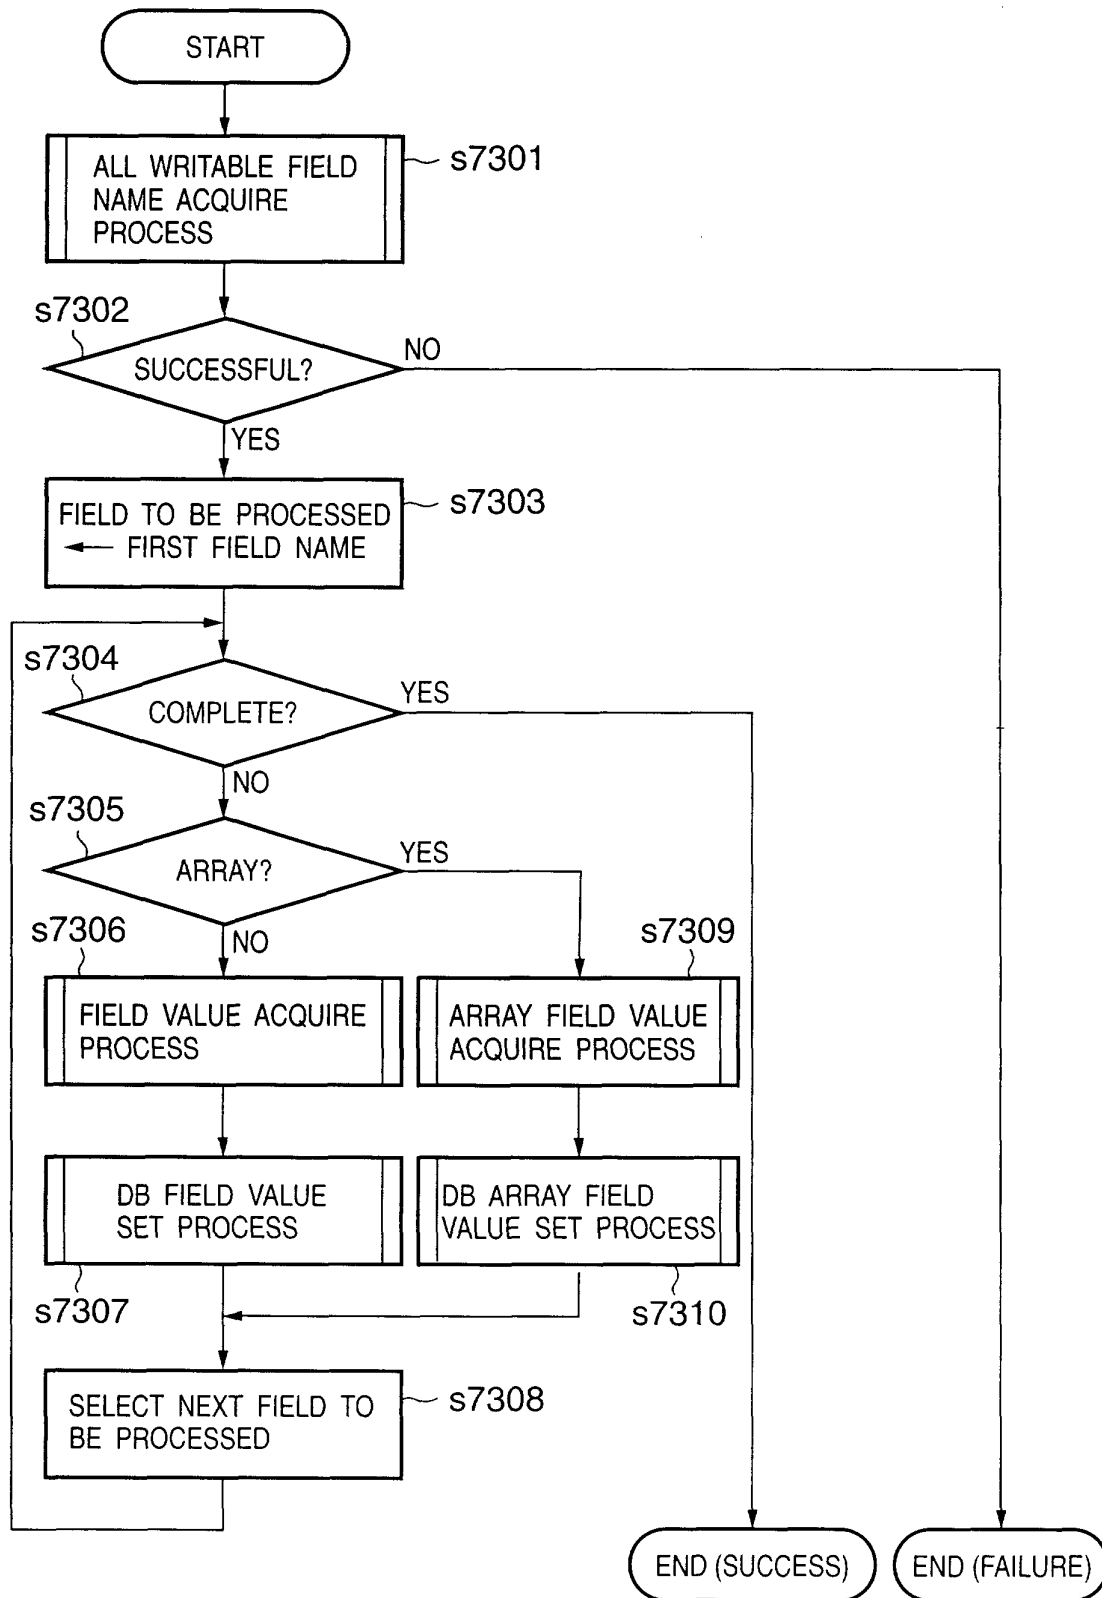 START
ALL WRITABLE FIELD
NAME ACQUIRE
PROCESS
s7301
s7302
SUCCESSFUL?
NO
YES
FIELD TO BE PROCESSED
← FIRST FIELD NAME
s7303
s7304
COMPLETE?
YES
NO
s7305
ARRAY?
YES
NO
s7306
FIELD VALUE ACQUIRE
PROCESS
s7309
ARRAY FIELD VALUE
ACQUIRE PROCESS
DB FIELD VALUE
SET PROCESS
s7307
DB ARRAY FIELD
VALUE SET PROCESS
s7310
SELECT NEXT FIELD TO
BE PROCESSED
s7308
END (SUCCESS)
END (FAILURE)